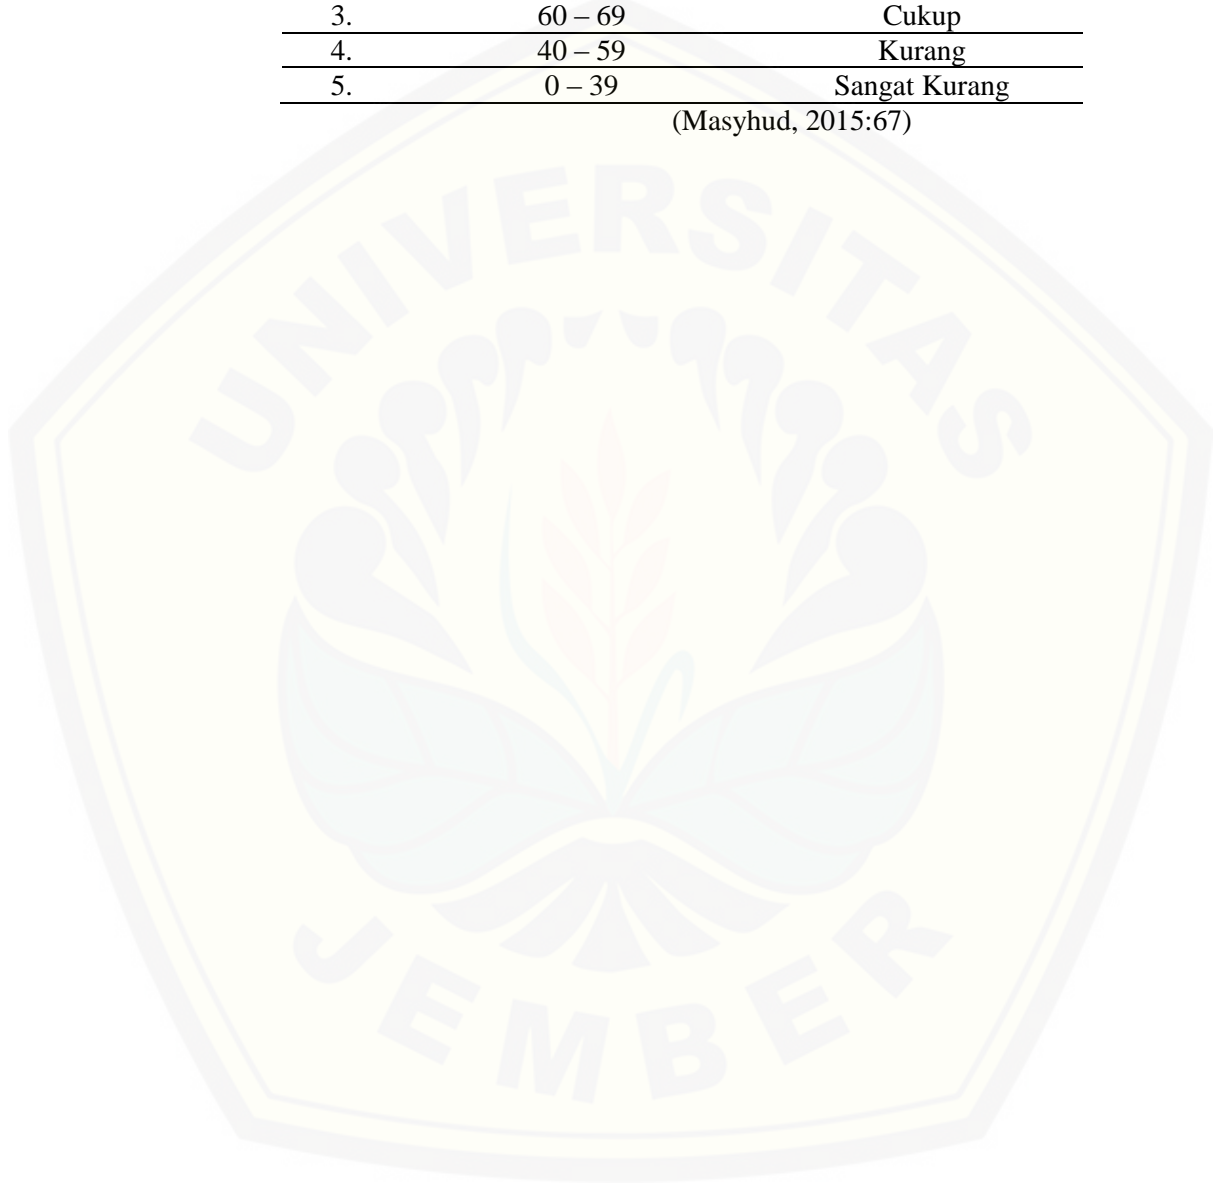 3. 60 – 69 Cukup
4. 40 – 59 Kurang
5. 0 – 39 Sangat Kurang
(Masyhud, 2015:67)
UNIVERSITAS
JEMBER